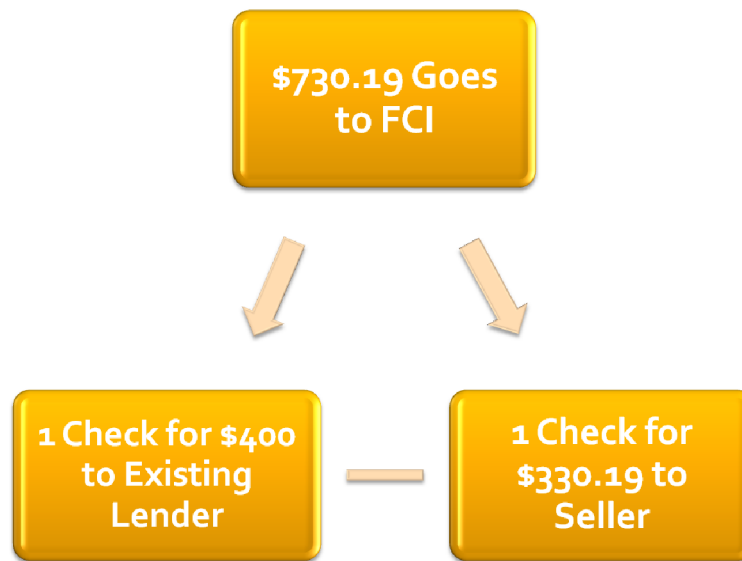 $730.19 Goes
to FCI
1 Check for $400
to Existing
Lender
1 Check for
$330.19 to
Seller